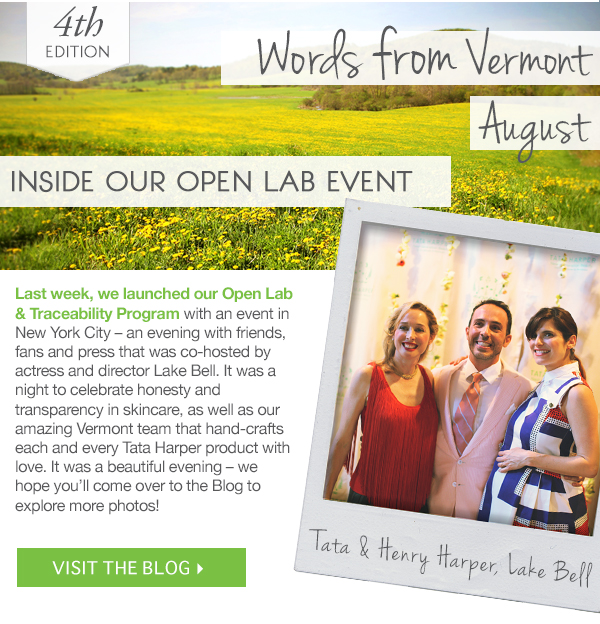 4th
EDITION
Words from Vermont
August
INSIDE OUR OPEN LAB EVENT
Last week, we launched our Open Lab
& Traceability Program with an event in
New York City – an evening with friends,
fans and press that was co-hosted by
actress and director Lake Bell. It was a
night to celebrate honesty and
transparency in skincare, as well as our
amazing Vermont team that hand-crafts
each and every Tata Harper product with
love. It was a beautiful evening – we
hope you'll come over to the Blog to
explore more photos!
Tata & Henry Harper, Lake Bell
VISIT THE BLOG